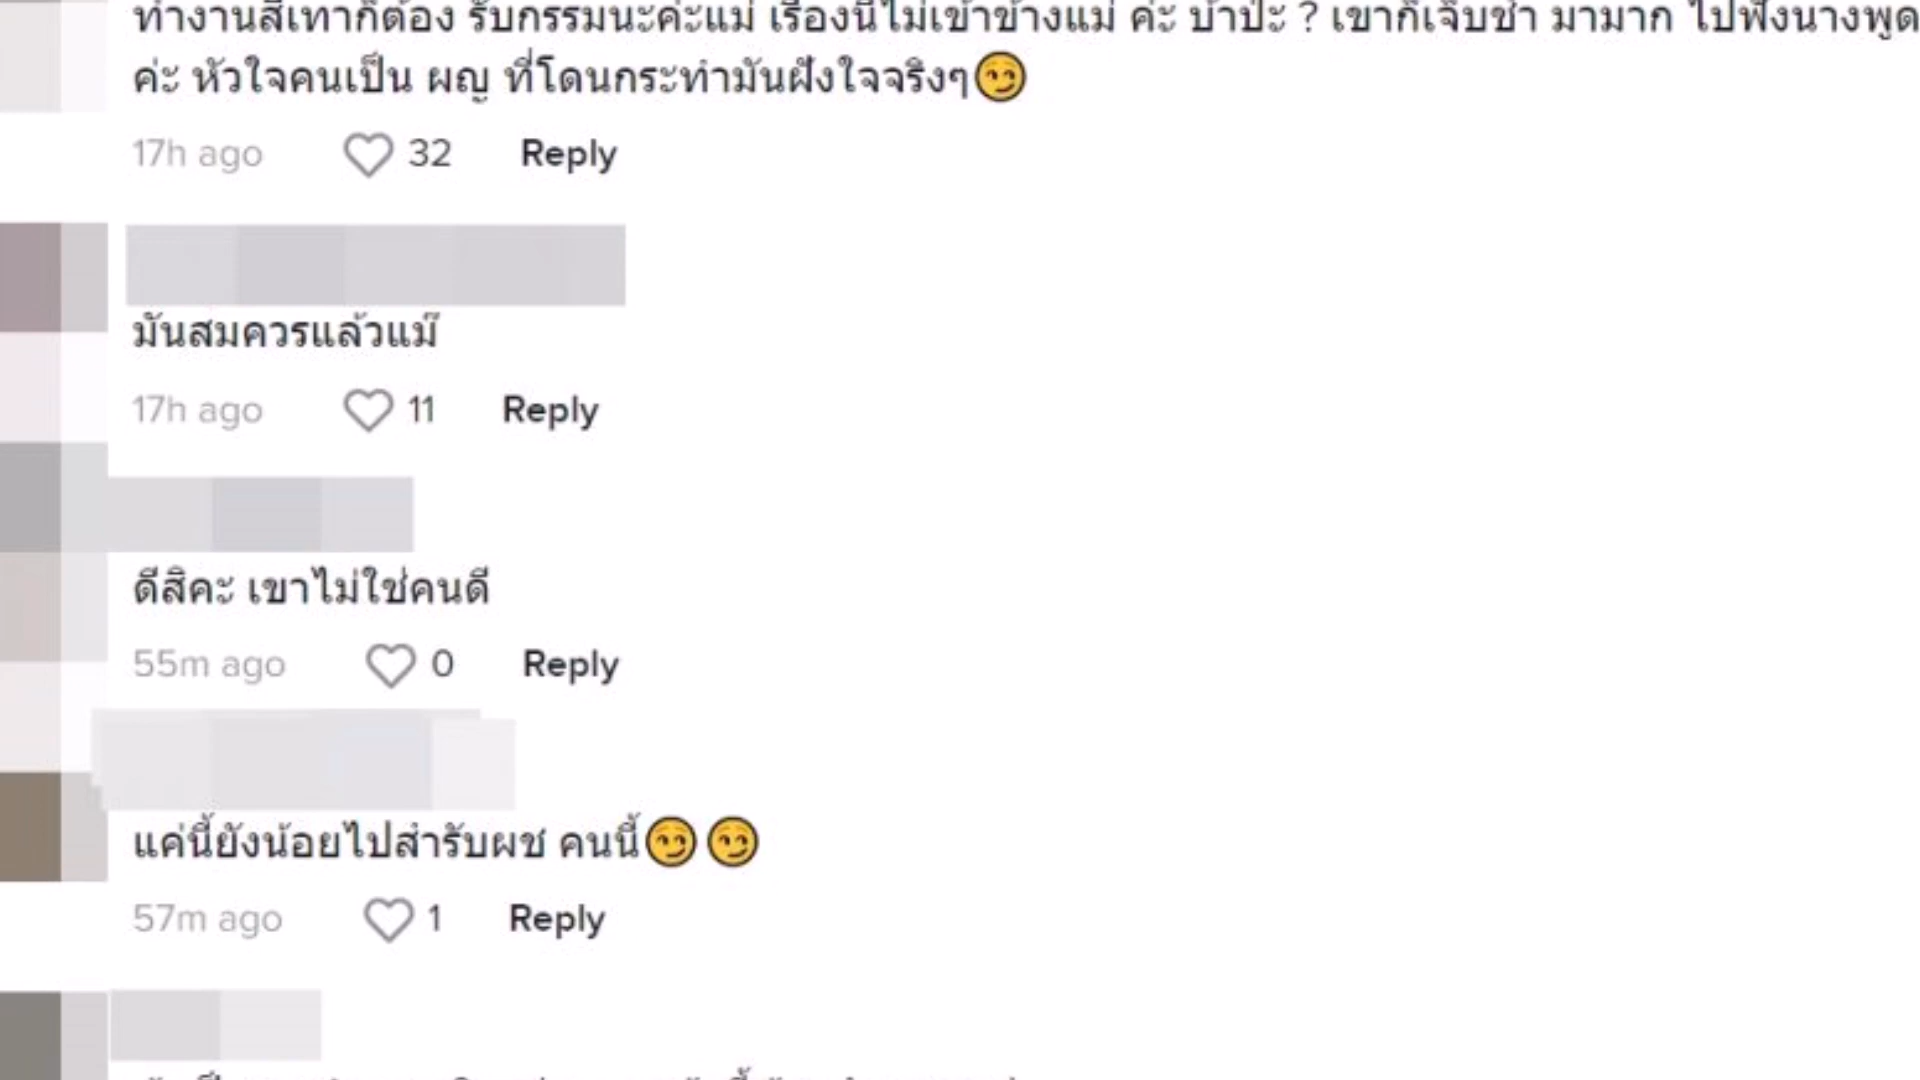 ทำงานสีเทาก็ต้อง รับกรรมนะค่ะแม่ เรื่องนี้ไม่เข้าข้างแม่ ค่ะ บ้าป่ะ ? เขาก็เจ็บช้ำ มามาก ไปฟังนางพูด
ค่ะ หัวใจคนเป็น ผญ ที่โดนกระทำมันฝังใจจริงๆ😏
17h ago 32 Reply
มันสมควรแล้วแม๊
17h ago 11 Reply
ดีสิคะ เขาไม่ใช่คนดี
55m ago 0 Reply
แค่นี้ยังน้อยไปสำรับผช คนนี้😏😏
57m ago 1 Reply